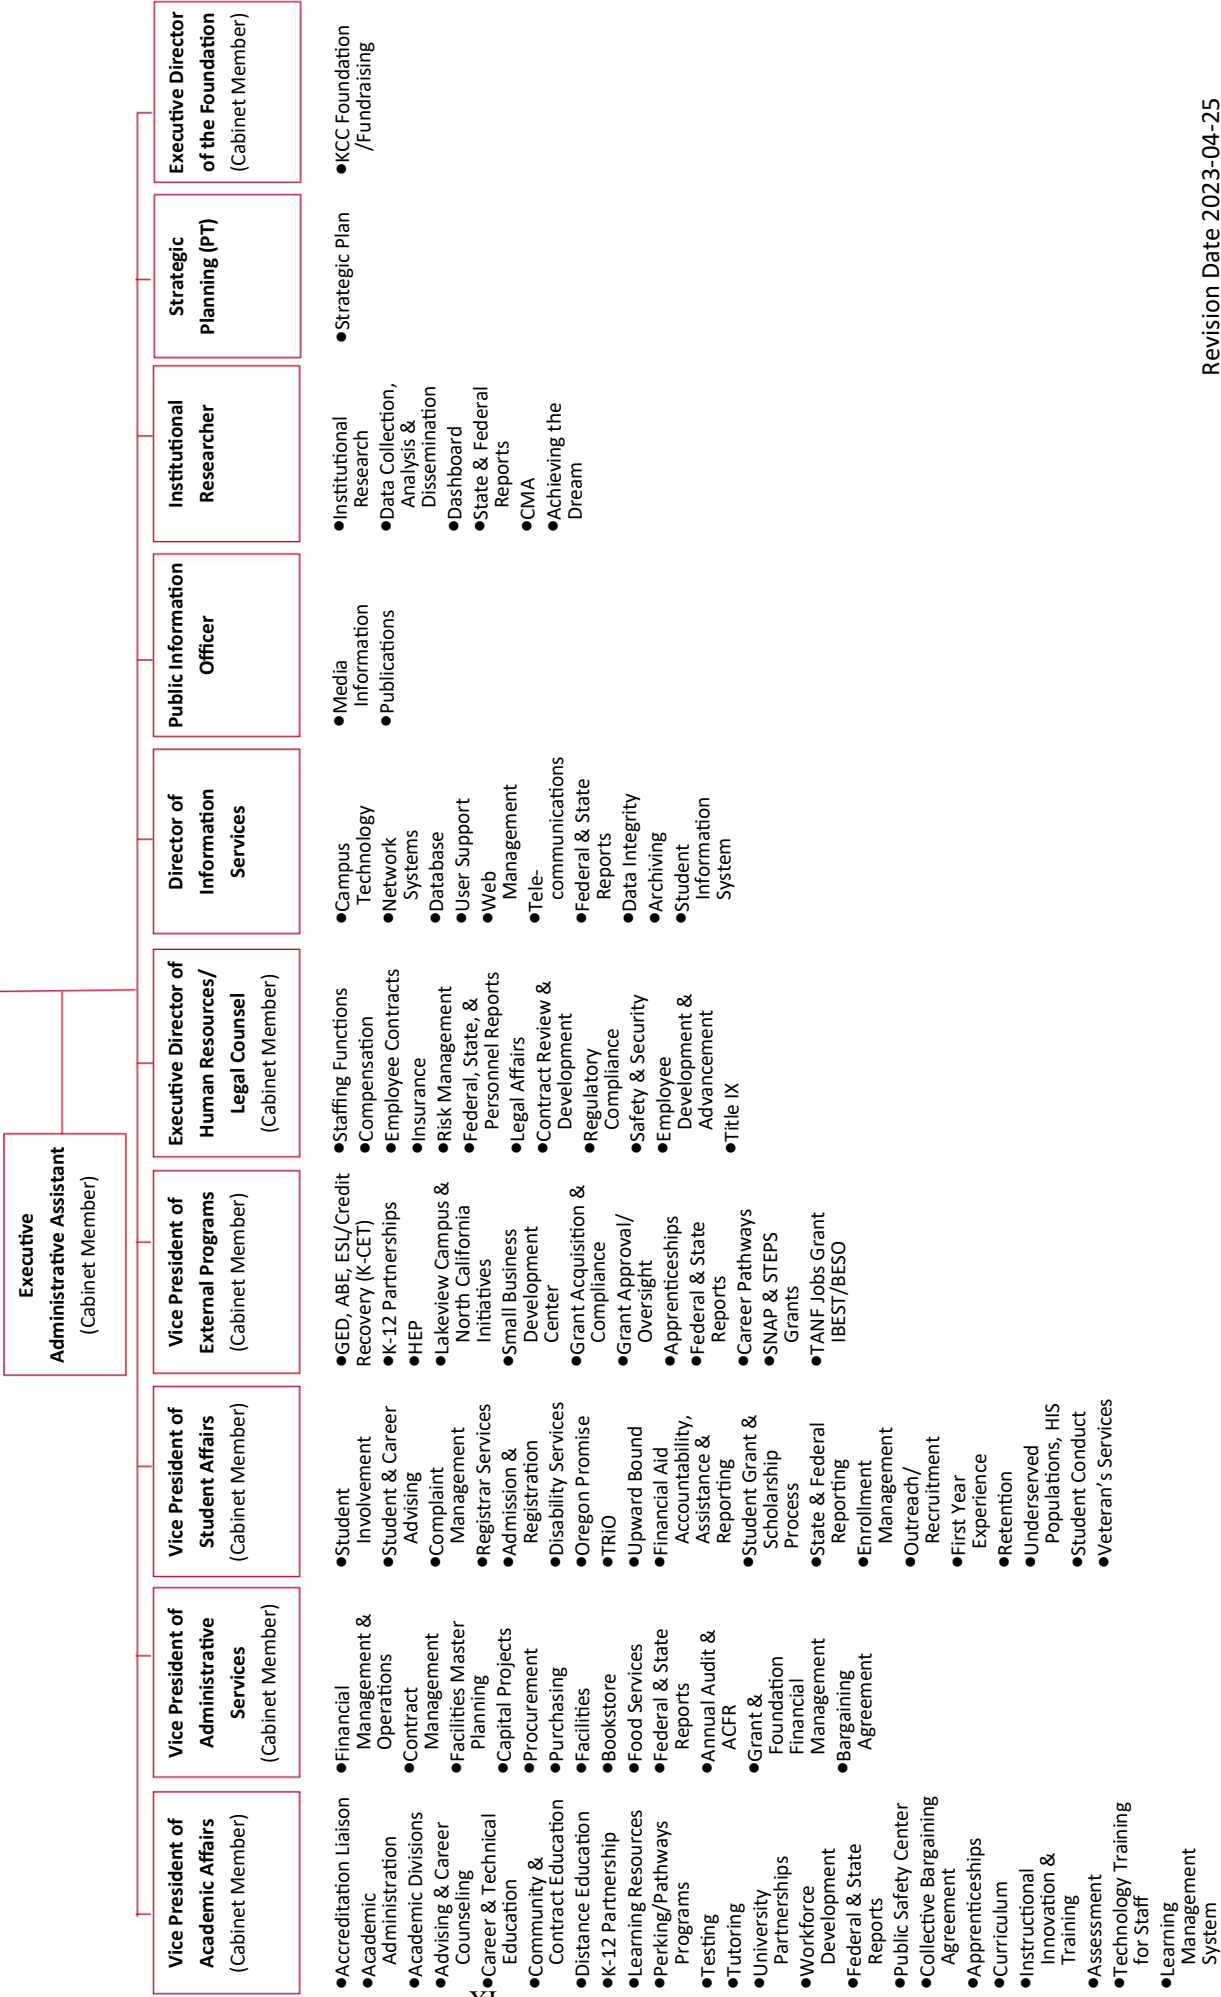 Executive
Administrative Assistant
(Cabinet Member)
Vice President of
Academic Affairs
(Cabinet Member)
●Accreditation Liaison
●Academic
Administration
●Academic Divisions
●Advising & Career
Counseling
●Career & Technical
Education
●Community &
Contract Education
●Distance Education
●K-12 Partnership
●Learning Resources
●Perking/Pathways
Programs
●Testing
●Tutoring
●University
Partnerships
●Workforce
Development
●Federal & State
Reports
●Public Safety Center
●Collective Bargaining
Agreement
●Apprenticeships
●Curriculum
●Instructional
Innovation &
Training
●Assessment
●Technology Training
for Staff
●Learning
Management
System
Vice President of
Administrative
Services
(Cabinet Member)
●Financial
Management &
Operations
●Contract
Management
●Facilities Master
Planning
●Capital Projects
●Procurement
●Purchasing
●Facilities
●Bookstore
●Food Services
●Federal & State
Reports
●Annual Audit &
ACFR
●Grant &
Foundation
Financial
Management
●Bargaining
Agreement
Vice President of
Student Affairs
(Cabinet Member)
●Student
Involvement
●Student & Career
Advising
●Complaint
Management
●Registrar Services
●Admission &
Registration
●Disability Services
●Oregon Promise
●TRiO
●Upward Bound
●Financial Aid
Accountability,
Assistance &
Reporting
●Student Grant &
Scholarship
Process
●State & Federal
Reporting
●Enrollment
Management
●Outreach/
Recruitment
●First Year
Experience
●Retention
●Underserved
Populations, HIS
●Student Conduct
●Veteran's Services
Vice President of
External Programs
(Cabinet Member)
●GED, ABE, ESL/Credit
Recovery (K-CET)
●K-12 Partnerships
●HEP
●Lakeview Campus &
North California
Initiatives
●Small Business
Development
Center
●Grant Acquisition &
Compliance
●Grant Approval/
Oversight
●Apprenticeships
●Federal & State
Reports
●Career Pathways
●SNAP & STEPS
Grants
●TANF Jobs Grant
IBEST/BESO
Executive Director of
Human Resources/
Legal Counsel
(Cabinet Member)
●Staffing Functions
●Compensation
●Employee Contracts
●Insurance
●Risk Management
●Federal, State, &
Personnel Reports
●Legal Affairs
●Contract Review &
Development
●Regulatory
Compliance
●Safety & Security
●Employee
Development &
Advancement
●Title IX
Director of
Information
Services
●Campus
Technology
●Network
Systems
●Database
●User Support
●Web
Management
●Tele-
communications
●Federal & State
Reports
●Data Integrity
●Archiving
●Student
Information
System
Public Information
Officer
●Media
Information
●Publications
Institutional
Researcher
●Institutional
Research
●Data Collection,
Analysis &
Dissemination
●Dashboard
●State & Federal
Reports
●CMA
●Achieving the
Dream
Strategic
Planning (PT)
●Strategic Plan
Executive Director
of the Foundation
(Cabinet Member)
●KCC Foundation
/Fundraising
Revision Date 2023-04-25